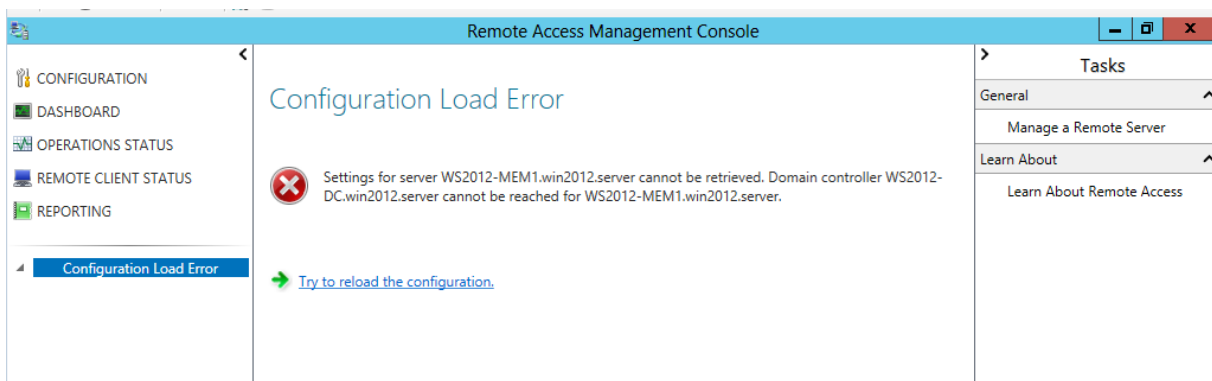 Remote Access Management Console
CONFIGURATION
DASHBOARD
OPERATIONS STATUS
REMOTE CLIENT STATUS
REPORTING
Configuration Load Error
Configuration Load Error
Settings for server WS2012-MEM1.win2012.server cannot be retrieved. Domain controller WS2012-
DC.win2012.server cannot be reached for WS2012-MEM1.win2012.server.
Try to reload the configuration.
Tasks
General
Manage a Remote Server
Learn About
Learn About Remote Access